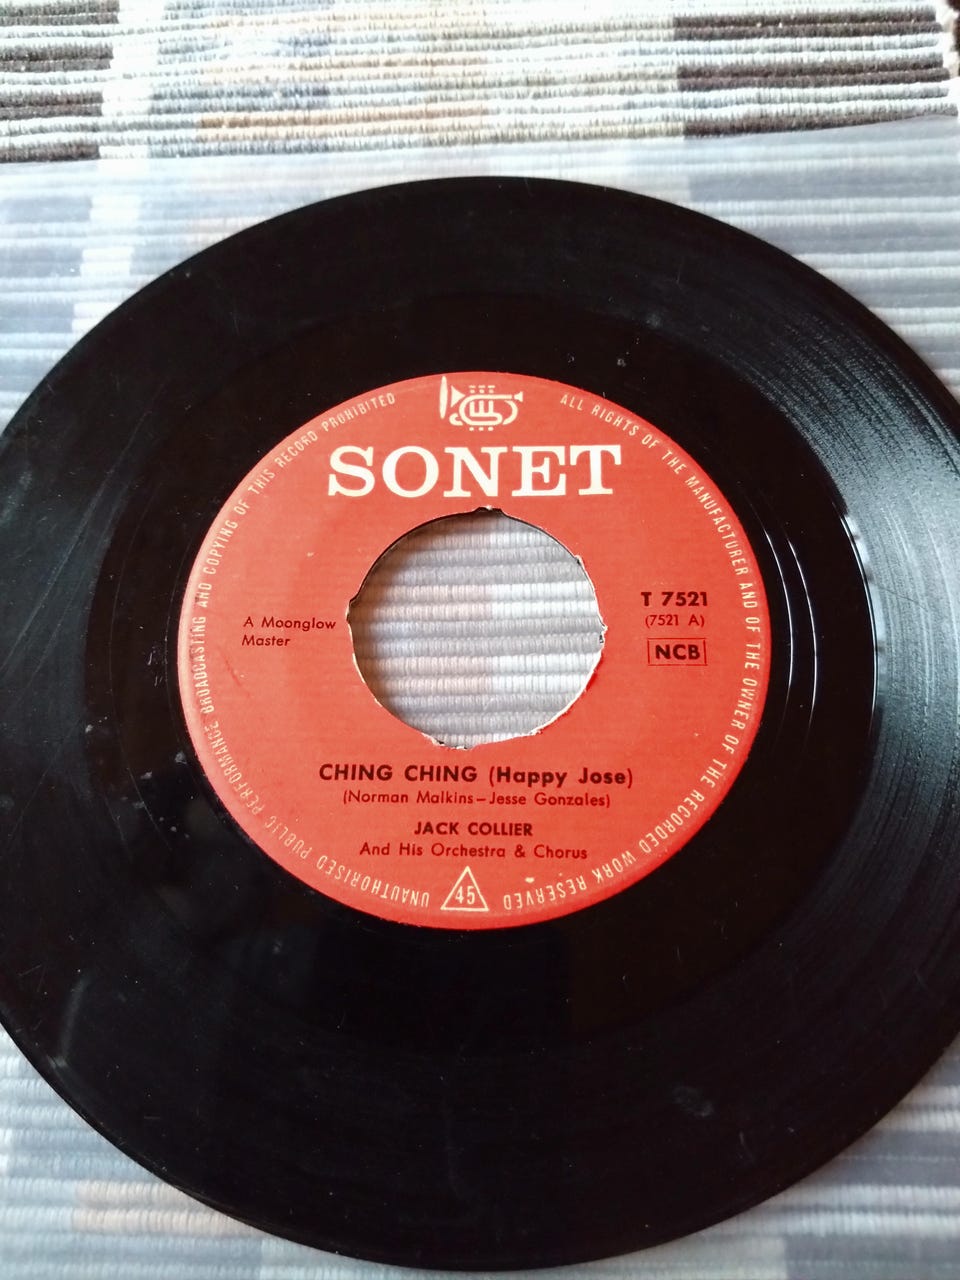 SONET
A Moonglow
Master
T 7521
(7521 A)
NCB
CHING CHING (Happy Jose)
(Norman Malkins-Jesse Gonzales)
JACK COLLIER
And His Orchestra & Chorus
45
ALL RIGHTS OF THE MANUFACTURER AND OF THE OWNER OF THE RECORDED WORK RESERVED
UNAUTHORISED PUBLIC PERFORMANCE BROADCASTING AND COPYING OF THIS RECORD PROHIBITED